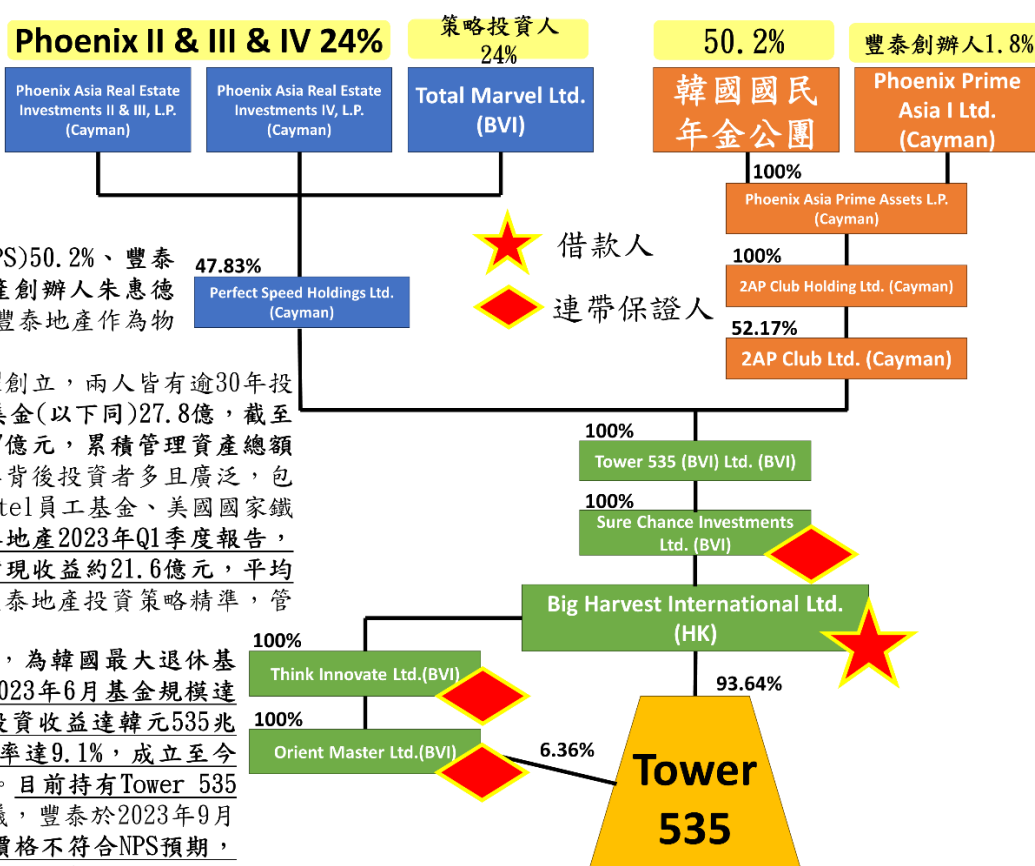 Phoenix II & III & IV 24%
策略投資人
24%
50.2%
豐泰創辦人1.8%
Phoenix Asia Real Estate
Investments II & III, L.P.
(Cayman)
Phoenix Asia Real Estate
Investments IV, L.P.
(Cayman)
Total Marvel Ltd.
(BVI)
韓國國民
年金公團
Phoenix Prime
Asia I Ltd.
(Cayman)
100%
Phoenix Asia Prime Assets L.P.
(Cayman)
借款人
連帶保證人
100%
2AP Club Holding Ltd. (Cayman)
52.17%
2AP Club Ltd. (Cayman)
47.83%
Perfect Speed Holdings Ltd.
(Cayman)
PS)50.2%、豐泰
產創辦人朱惠德
豐泰地產作為物
創立,兩人皆有逾30年投
集金(以下同)27.8億,截至
億元,累積管理資產總額
背後投資者多且廣泛,包
tel員工基金、美國國家鐵
地產2023年Q1季度報告,
現收益約21.6億元,平均
泰地產投資策略精準,管
,為韓國最大退休基
023年6月基金規模達
投資收益達韓元535兆
率達9.1%,成立至今
。目前持有Tower 535
議,豐泰於2023年9月
價格不符合NPS預期,
100%
Tower 535 (BVI) Ltd. (BVI)
100%
Sure Chance Investments
Ltd. (BVI)
Big Harvest International Ltd.
(HK)
100%
Think Innovate Ltd.(BVI)
100%
Orient Master Ltd.(BVI)
93.64%
6.36%
Tower
535